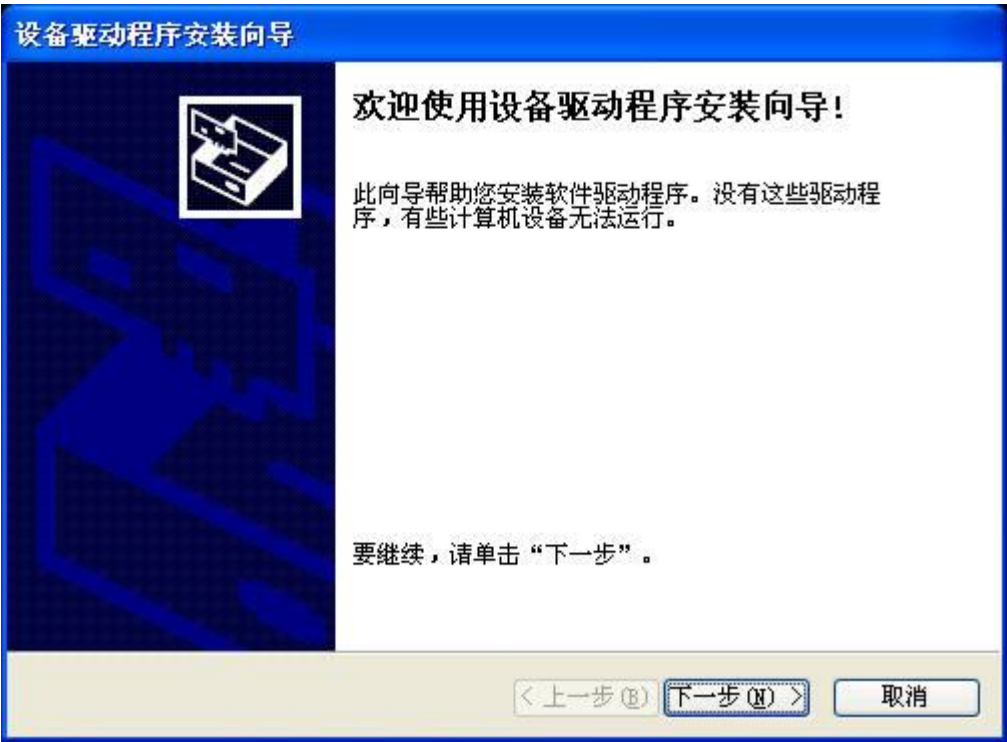 设备驱动程序安装向导
欢迎使用设备驱动程序安装向导!
此向导帮助您安装软件驱动程序。没有这些驱动程
序，有些计算机设备无法运行。
要继续，请单击“下一步”。
< 上一步(B) 下一步(N) > 取消